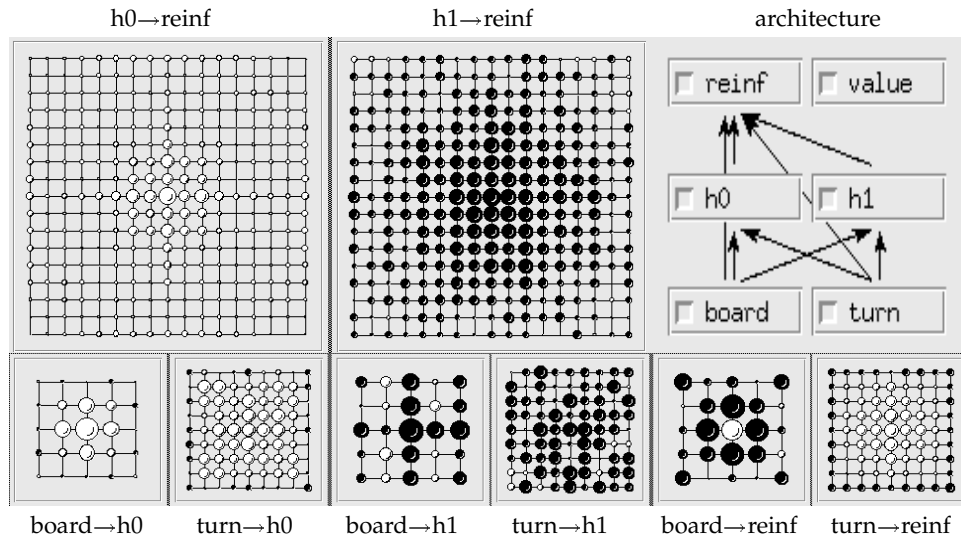 h0→reinf h1→reinf architecture
reinf value
h0 h1
board turn
board→h0 turn→h0 board→h1 turn→h1 board→reinf turn→reinf